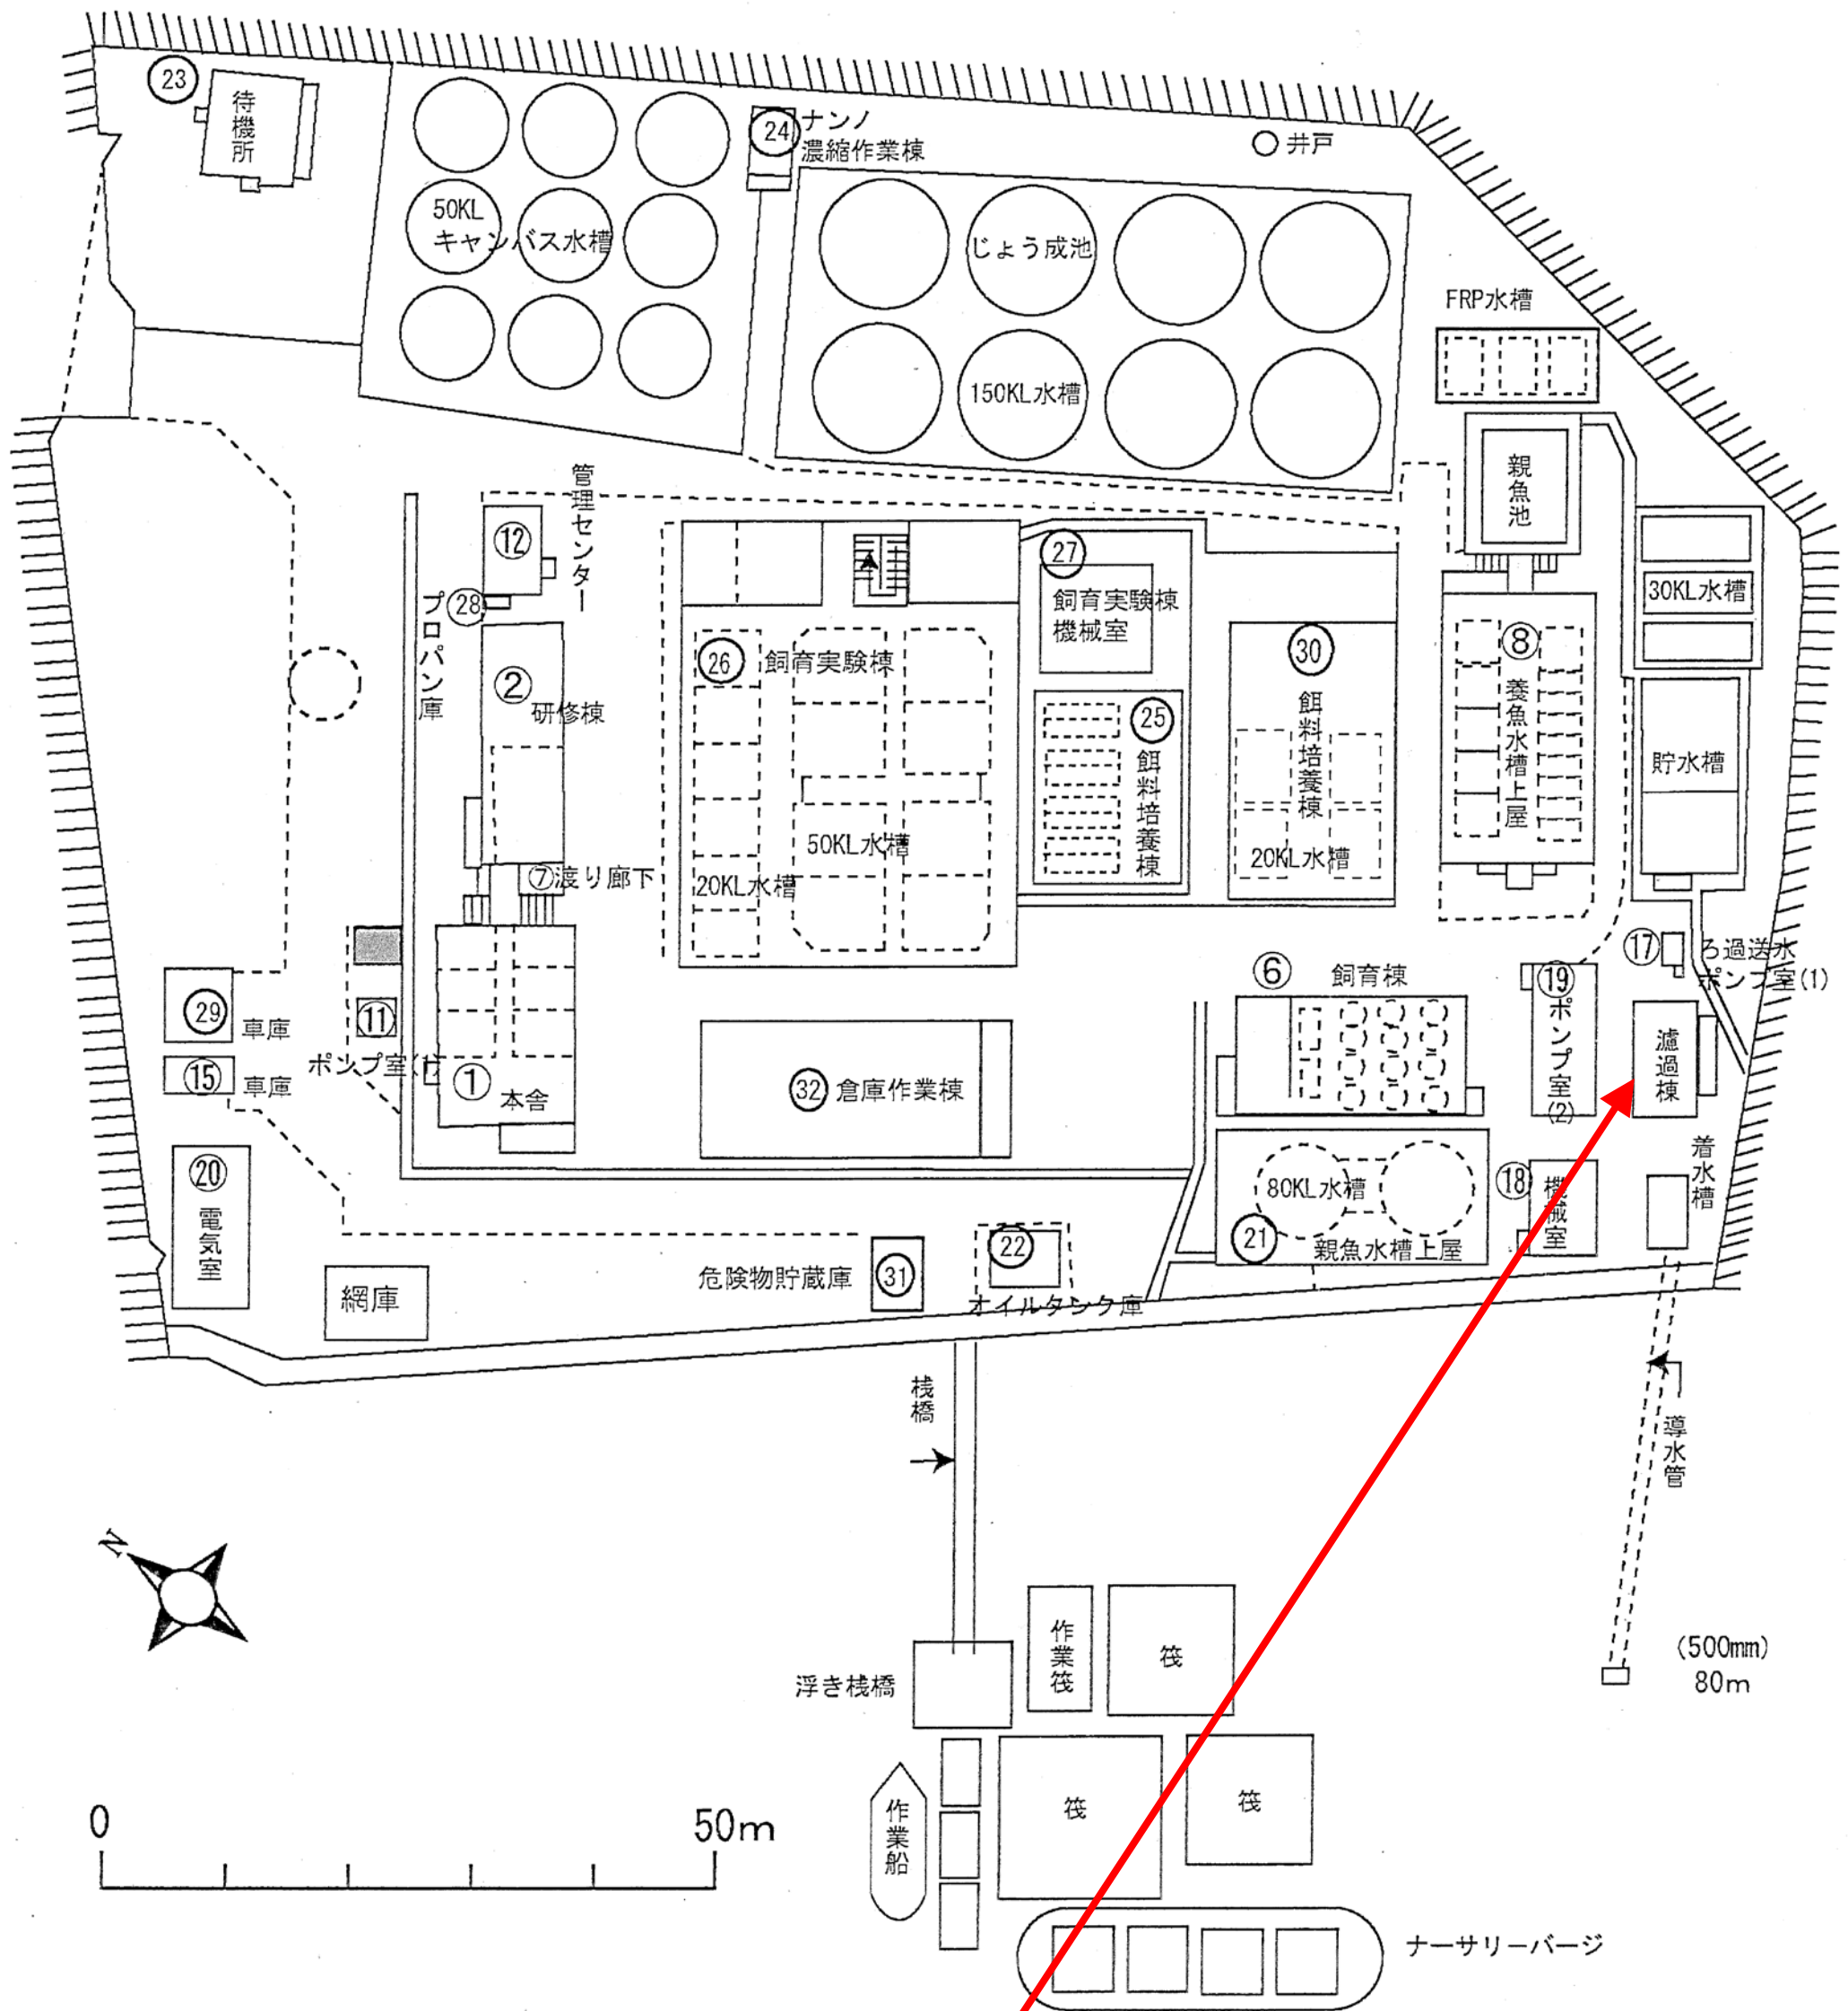 23
待機所
24
ナンノ
濃縮作業棟
井戸
50KL
キャンバス水槽
じょう成池
150KL水槽
FRP水槽
親魚池
30KL水槽
管理センター
12
28
プロパン庫
2
研修棟
26
飼育実験棟
50KL水槽
20KL水槽
27
飼育実験棟
機械室
25
餌料培養棟
30
餌料培養棟
20KL水槽
8
養魚水槽上屋
貯水槽
7
渡り廊下
17
ろ過送水
ポンプ室(1)
29
車庫
15
車庫
11
ポンプ室(1)
1
本舎
32
倉庫作業棟
6
飼育棟
19
ポンプ室
(2)
濾過棟
着水槽
80KL水槽
21
親魚水槽上屋
18
機械室
20
電気室
網庫
危険物貯蔵庫
31
22
オイルタンク庫
桟橋
導水管
(500mm)
80m
N
浮き桟橋
作業筏
筏
筏
筏
作業船
0
50m
ナーサリーバージ